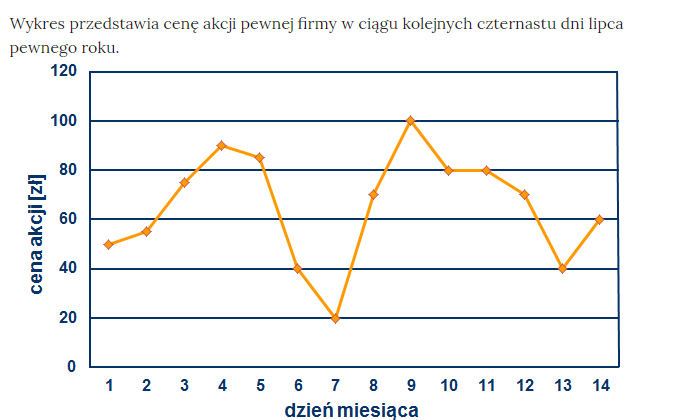 Wykres przedstawia cenę akcji pewnej firmy w ciągu kolejnych czternastu dni lipca
pewnego roku.
120
100
80
60
40
20
0
cena akcji [zł]
1 2 3 4 5 6 7 8 9 10 11 12 13 14
dzień miesiąca